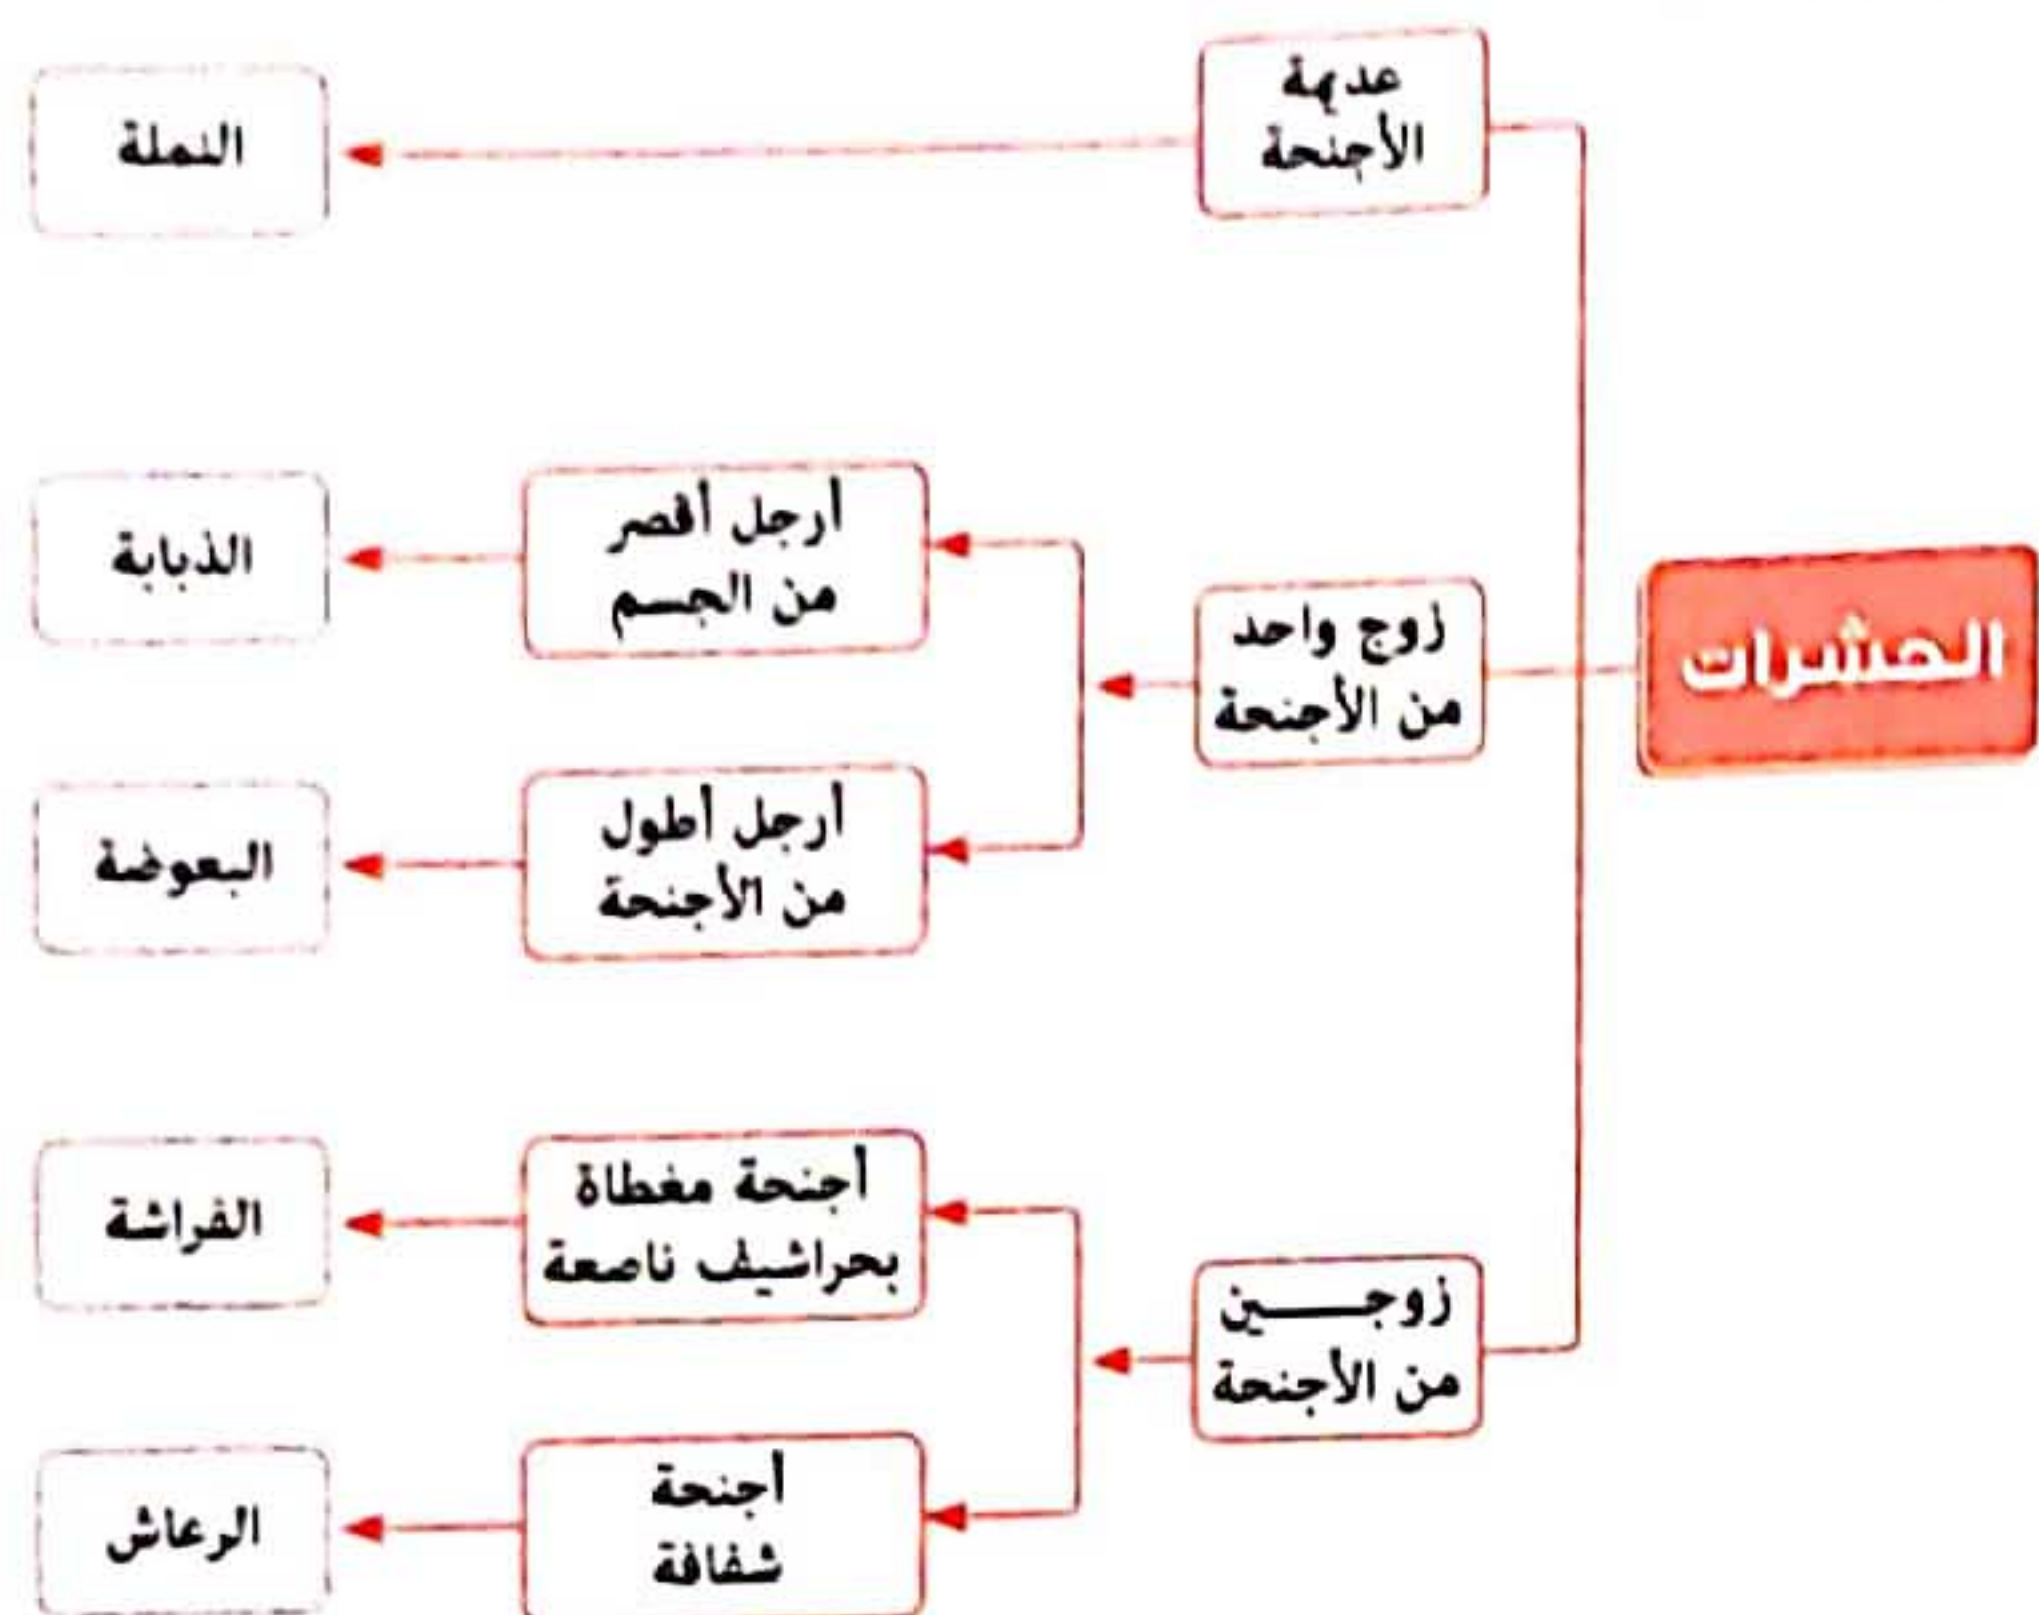 الحشرات
عديمة
الأجنحة
النملة
زوج واحد
من الأجنحة
أرجل أقصر
من الجسم
الذبابة
أرجل أطول
من الأجنحة
البعوضة
زوجـــــين
من الأجنحة
أجنحة مغطاة
بحراشيف ناصعة
الفراشة
أجنحة
شفافة
الرعاش